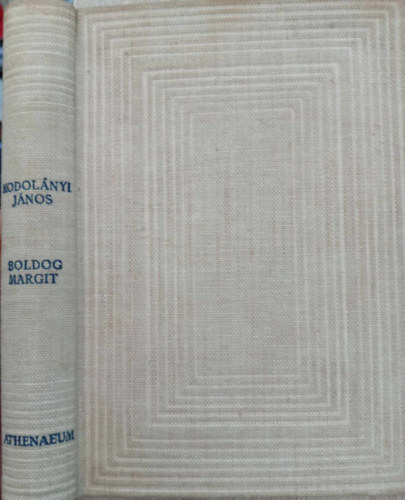 KODOLÁNYI
JÁNOS
BOLDOG
MARGIT
ATHENAEUM